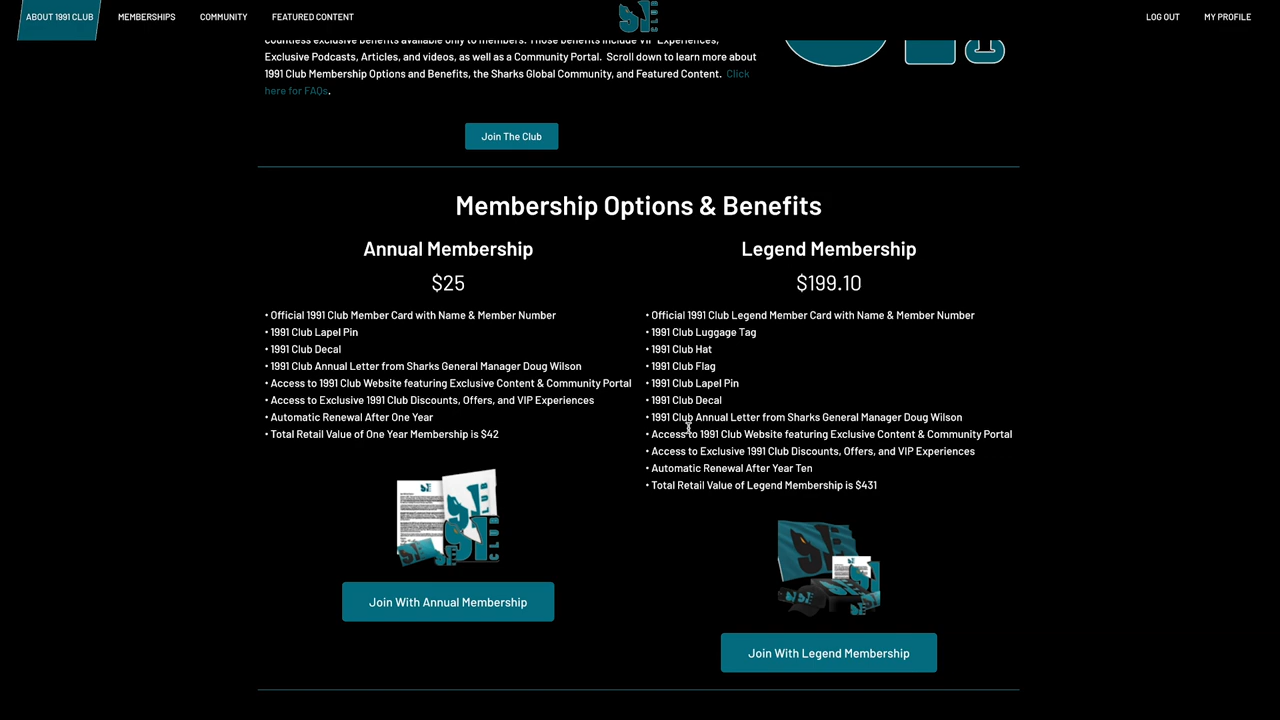 ABOUT 1991 CLUB MEMBERSHIPS COMMUNITY FEATURED CONTENT LOG OUT MY PROFILE
91 CLUB
Countless exclusive benefits available only to members. Those benefits include VIP Experiences,
Exclusive Podcasts, Articles, and videos, as well as a Community Portal. Scroll down to learn more about
1991 Club Membership Options and Benefits, the Sharks Global Community, and Featured Content. Click
here for FAQs.
Join The Club
Membership Options & Benefits
Annual Membership
$25
• Official 1991 Club Member Card with Name & Member Number
• 1991 Club Lapel Pin
• 1991 Club Decal
• 1991 Club Annual Letter from Sharks General Manager Doug Wilson
• Access to 1991 Club Website featuring Exclusive Content & Community Portal
• Access to Exclusive 1991 Club Discounts, Offers, and VIP Experiences
• Automatic Renewal After One Year
• Total Retail Value of One Year Membership is $42
91 CLUB
Join With Annual Membership
Legend Membership
$199.10
• Official 1991 Club Legend Member Card with Name & Member Number
• 1991 Club Luggage Tag
• 1991 Club Hat
• 1991 Club Flag
• 1991 Club Lapel Pin
• 1991 Club Decal
• 1991 Club Annual Letter from Sharks General Manager Doug Wilson
• Access to 1991 Club Website featuring Exclusive Content & Community Portal
• Access to Exclusive 1991 Club Discounts, Offers, and VIP Experiences
• Automatic Renewal After Year Ten
• Total Retail Value of Legend Membership is $431
Join With Legend Membership